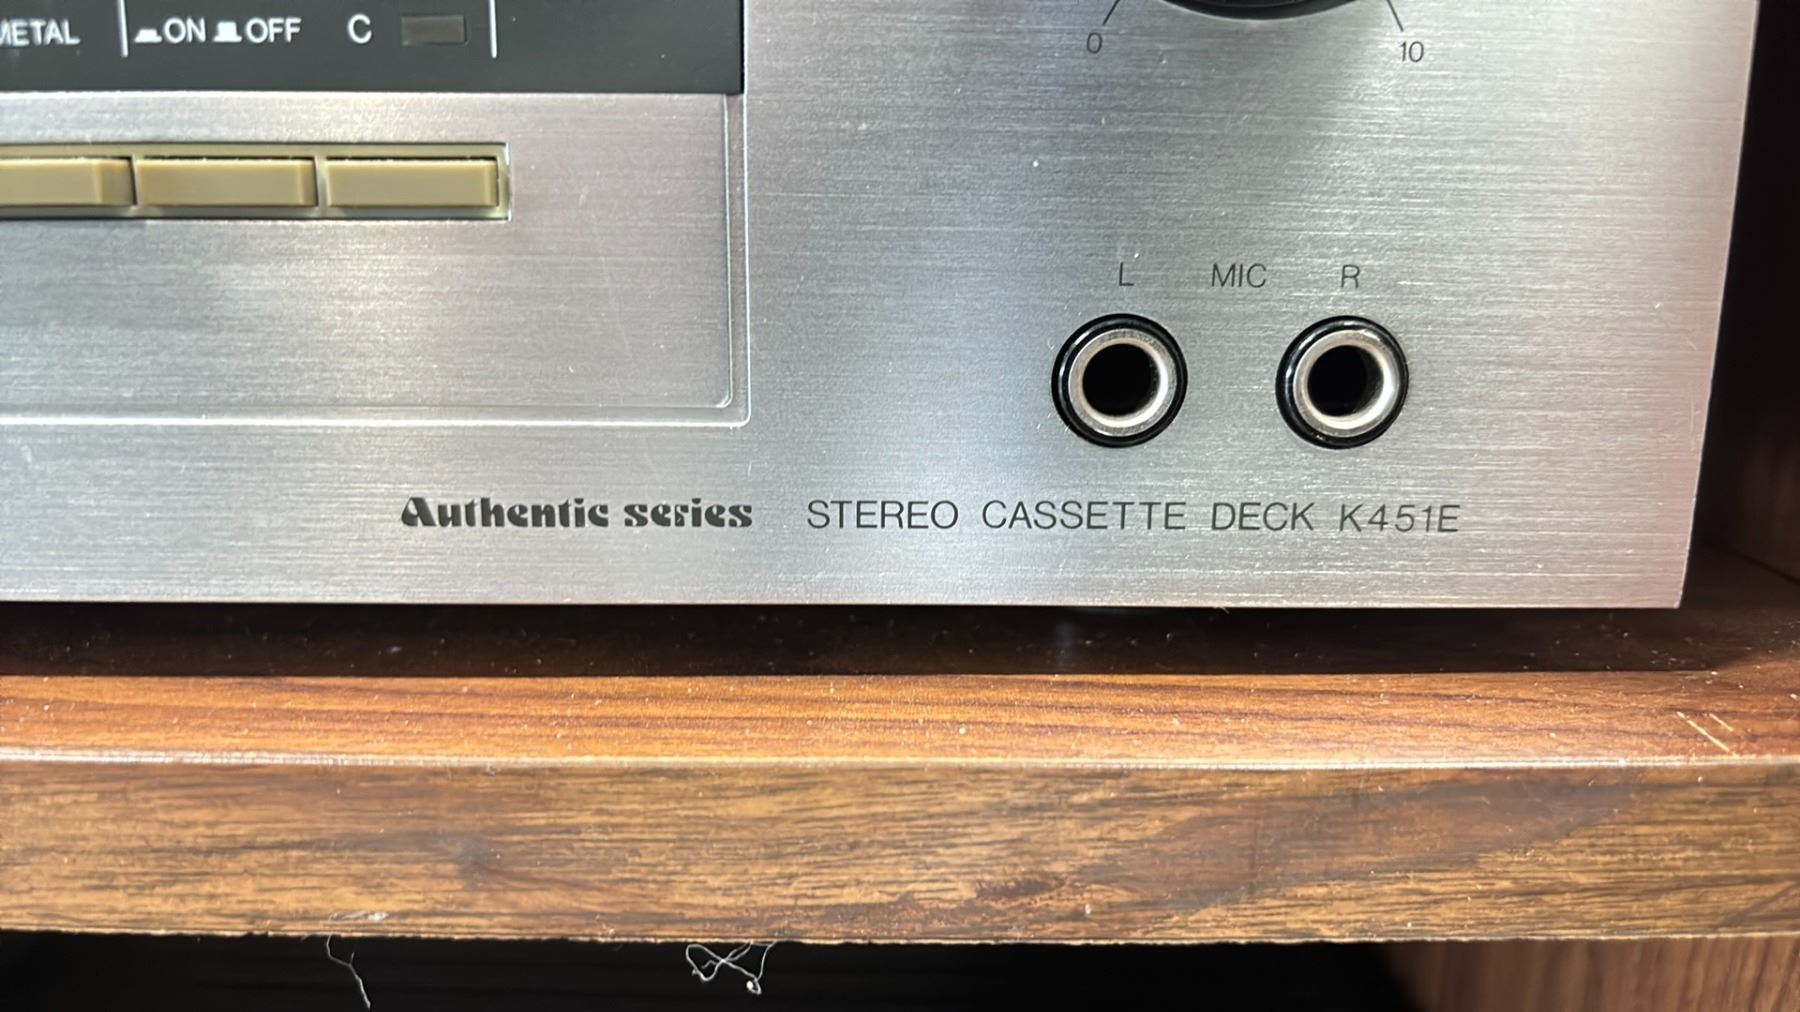 METAL ON OFF C
0 10
L MIC R
Authentic series STEREO CASSETTE DECK K451E